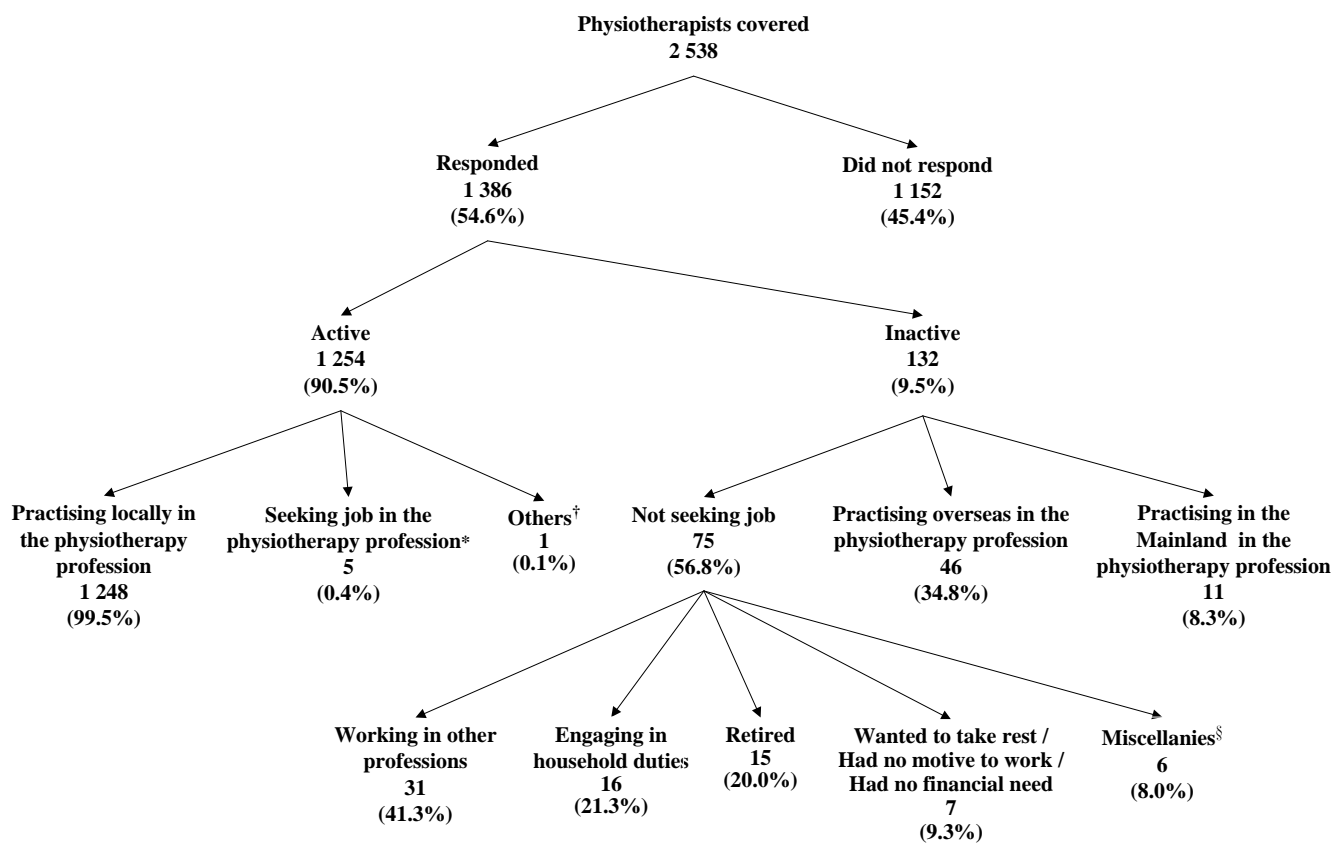 Physiotherapists covered
2 538
Responded
1 386
(54.6%)
Did not respond
1 152
(45.4%)
Active
1 254
(90.5%)
Inactive
132
(9.5%)
Practising locally in
the physiotherapy
profession
1 248
(99.5%)
Seeking job in the
physiotherapy profession*
5
(0.4%)
Others†
1
(0.1%)
Not seeking job
75
(56.8%)
Practising overseas in the
physiotherapy profession
46
(34.8%)
Practising in the
Mainland in the
physiotherapy profession
11
(8.3%)
Working in other
professions
31
(41.3%)
Engaging in
household duties
16
(21.3%)
Retired
15
(20.0%)
Wanted to take rest /
Had no motive to work /
Had no financial need
7
(9.3%)
Miscellanies§
6
(8.0%)